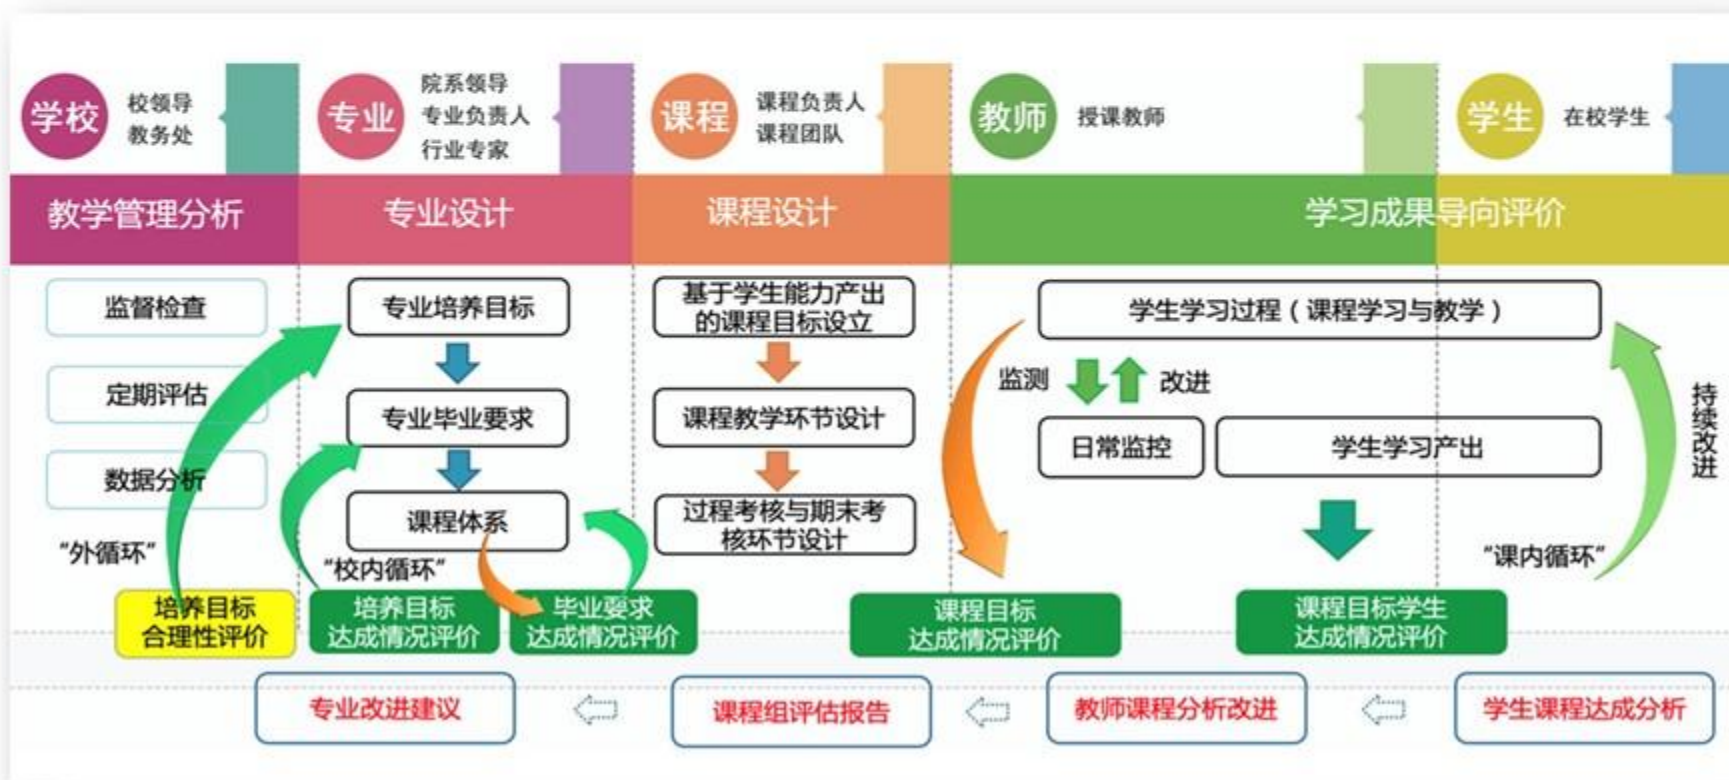 学校
校领导
教务处
专业
院系领导
专业负责人
行业专家
课程
课程负责人
课程团队
教师
授课教师
学生
在校学生
教学管理分析
专业设计
课程设计
学习成果导向评价
监督检查
定期评估
数据分析
“外循环”
专业培养目标
专业毕业要求
课程体系
“校内循环”
基于学生能力产出
的课程目标设立
课程教学环节设计
过程考核与期末考
核环节设计
学生学习过程（课程学习与教学）
监测
改进
日常监控
学生学习产出
持续改进
“课内循环”
培养目标
合理性评价
培养目标
达成情况评价
毕业要求
达成情况评价
课程目标
达成情况评价
课程目标学生
达成情况评价
专业改进建议
课程组评估报告
教师课程分析改进
学生课程达成分析